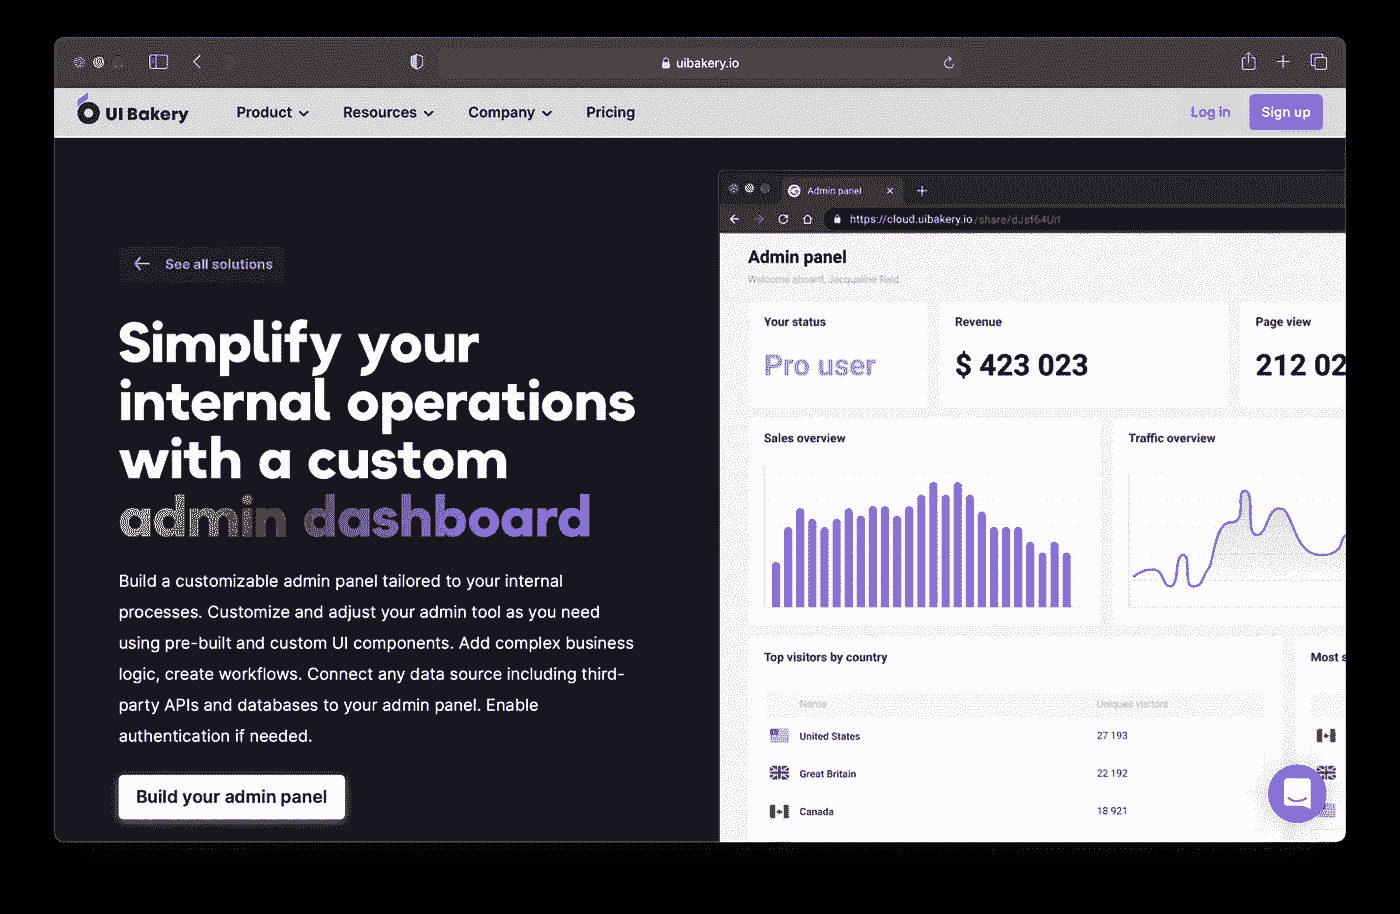 uibakery.io
UI Bakery
Product
Resources
Company
Pricing
Log in
Sign up
See all solutions
Simplify your
internal operations
with a custom
admin dashboard
Build a customizable admin panel tailored to your internal
processes. Customize and adjust your admin tool as you need
using pre-built and custom UI components. Add complex business
logic, create workflows. Connect any data source including third-
party APIs and databases to your admin panel. Enable
authentication if needed.
Build your admin panel
Admin panel
https://cloud.uibakery.io/share/dJsf64Url
Admin panel
Welcome aboard, Jacqueline Reid
Your status
Pro user
Revenue
$ 423 023
Page view
212 02
Sales overview
Traffic overview
Top visitors by country
Name
Uniques visitors
United States
27 193
Great Britain
22 192
Canada
18 921
Most s